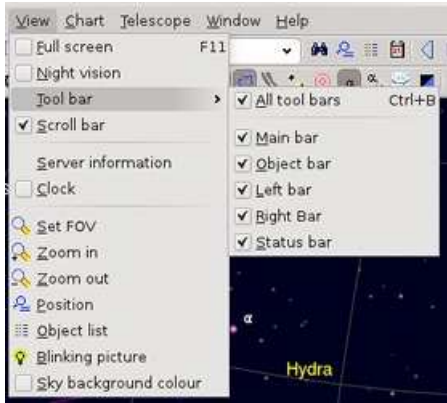 View Chart Telescope Window Help
Full screen F11
Night vision
Tool bar
Scroll bar
Server information
Clock
Set FOV
Zoom in
Zoom out
Position
Object list
Blinking picture
Sky background colour
All tool bars Ctrl+B
Main bar
Object bar
Left bar
Right Bar
Status bar
α
α
Hydra